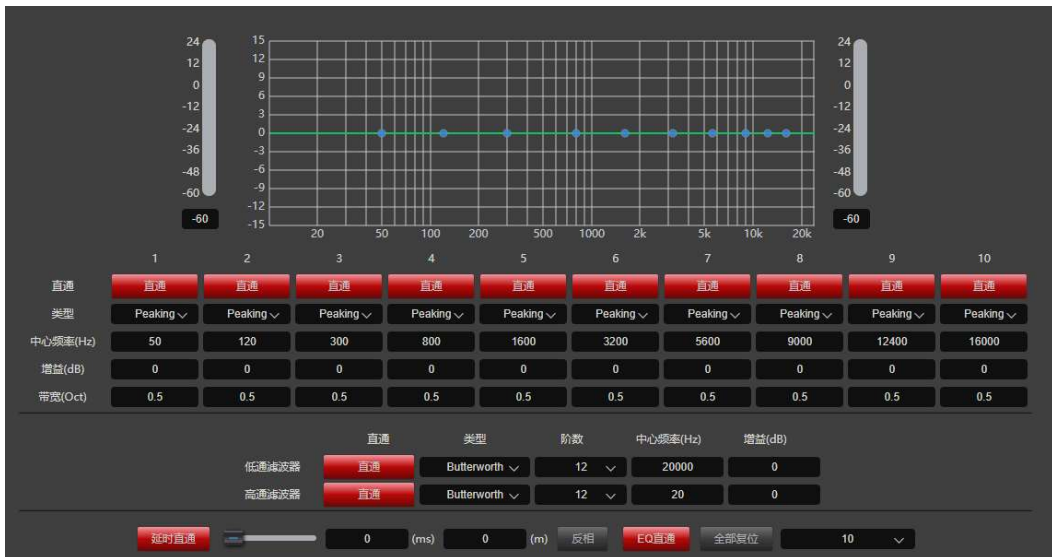 24 15 24
12 12 12
0 9 0
-12 6 -12
-24 3 -24
-36 0 -36
-48 -3 -48
-60 -6 -60
-9
-12
-60 -15 -60
20 50 100 200 500 1000 2k 5k 10k 20k
1 2 3 4 5 6 7 8 9 10
直通 直通 直通 直通 直通 直通 直通 直通 直通 直通 直通
类型 Peaking Peaking Peaking Peaking Peaking Peaking Peaking Peaking Peaking Peaking
中心频率(Hz) 50 120 300 800 1600 3200 5600 9000 12400 16000
增益(dB) 0 0 0 0 0 0 0 0 0 0
带宽(Oct) 0.5 0.5 0.5 0.5 0.5 0.5 0.5 0.5 0.5 0.5
直通 类型 阶数 中心频率(Hz) 增益(dB)
低通滤波器 直通 Butterworth 12 20000 0
高通滤波器 直通 Butterworth 12 20 0
延时直通 0 (ms) 0 (m) 反相 EQ直通 全部复位 10